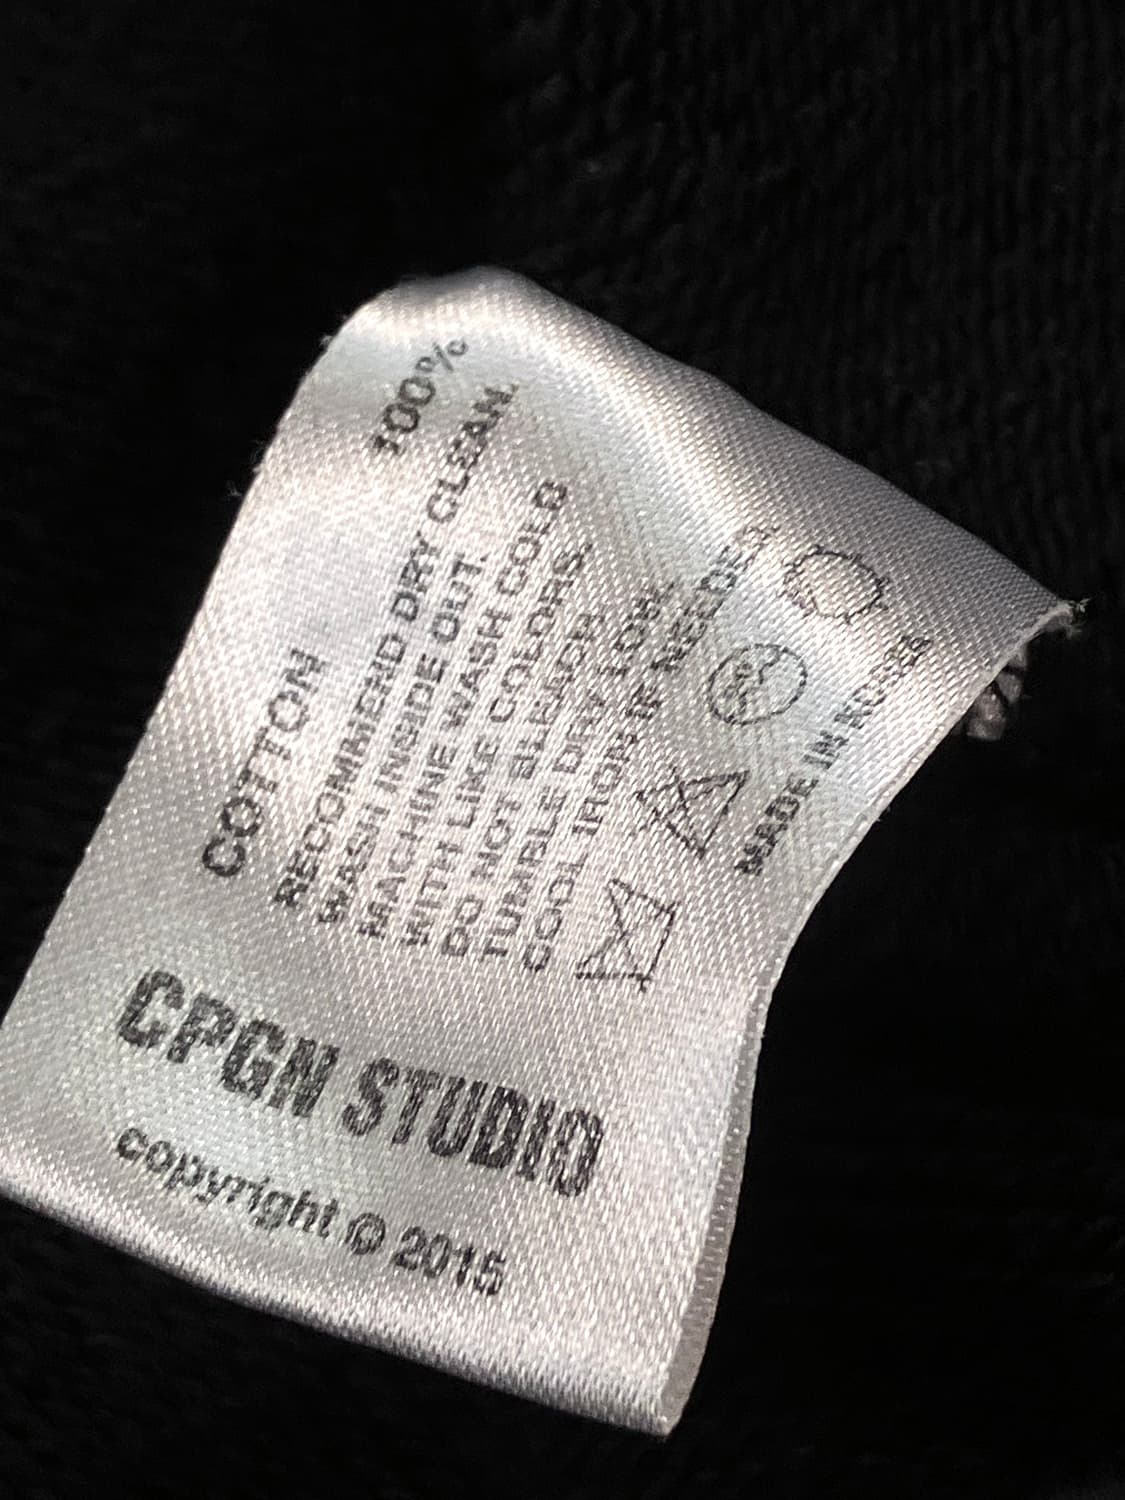 COTTON 100%
RECOMMEND DRY CLEAN.
WASH INSIDE OUT.
MACHINE WASH COLD
WITH LIKE COLORS.
DO NOT BLEACH
TUMBLE DRY LOW
COOL IRON IF NEEDED
MADE IN
CPGN STUDIO
copyright © 2015